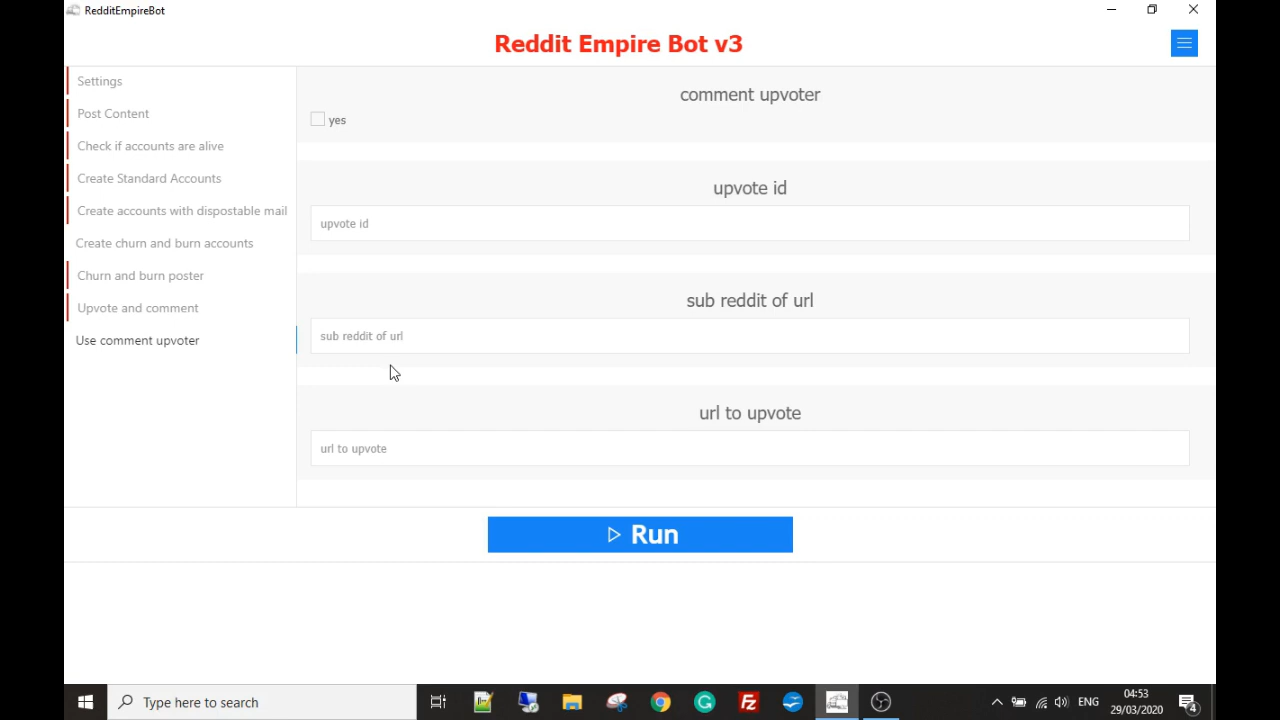 RedditEmpireBot
Reddit Empire Bot v3
Settings
Post Content
Check if accounts are alive
Create Standard Accounts
Create accounts with dispostable mail
Create churn and burn accounts
Churn and burn poster
Upvote and comment
Use comment upvoter
comment upvoter
yes
upvote id
upvote id
sub reddit of url
sub reddit of url
url to upvote
url to upvote
Run
Type here to search
ENG
04:53
29/03/2020
4